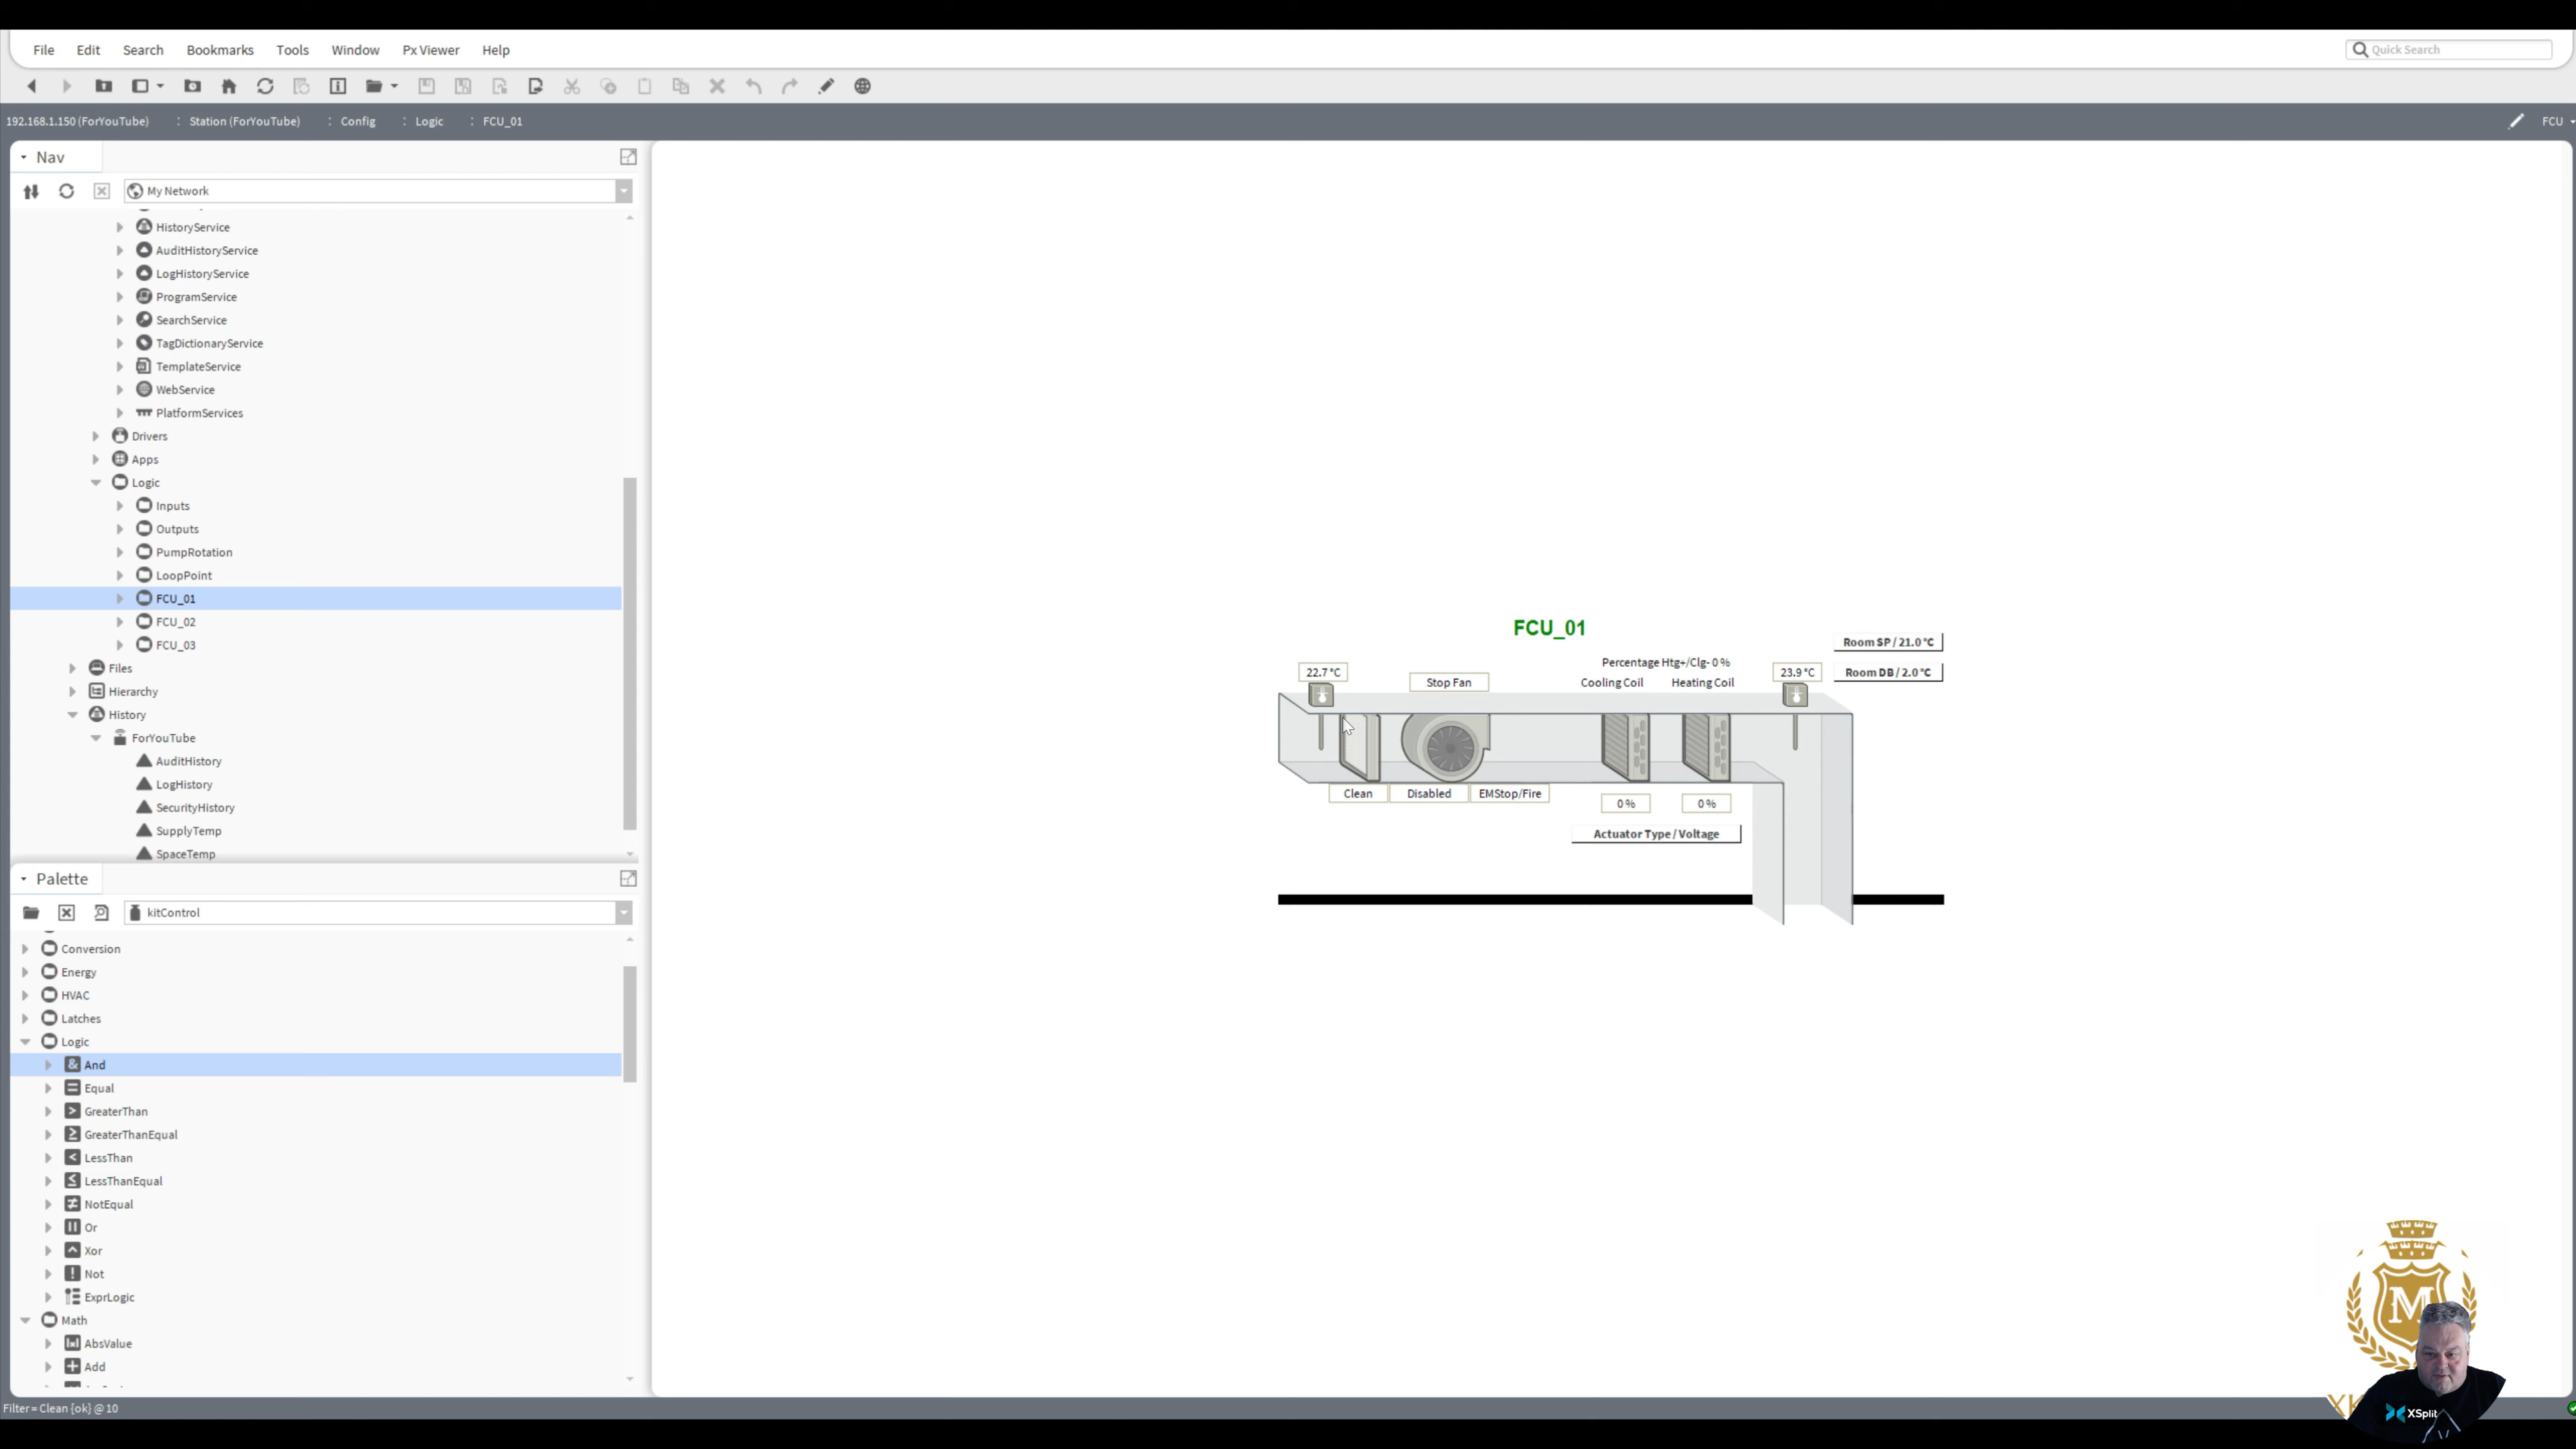 File Edit Search Bookmarks Tools Window Px Viewer Help
Quick Search
192.168.1.150 (ForYouTube) : Station (ForYouTube) : Config : Logic : FCU_01
FCU
Nav
My Network
HistoryService
AuditHistoryService
LogHistoryService
ProgramService
SearchService
TagDictionaryService
TemplateService
WebService
PlatformServices
Drivers
Apps
Logic
Inputs
Outputs
PumpRotation
LoopPoint
FCU_01
FCU_02
FCU_03
Files
Hierarchy
History
ForYouTube
AuditHistory
LogHistory
SecurityHistory
SupplyTemp
SpaceTemp
Palette
kitControl
Conversion
Energy
HVAC
Latches
Logic
And
Equal
GreaterThan
GreaterThanEqual
LessThan
LessThanEqual
NotEqual
Or
Xor
Not
ExprLogic
Math
AbsValue
Add
Filter = Clean {ok} @ 10
FCU_01
Room SP / 21.0 °C
Percentage Htg+/Clg- 0 %
22.7 °C
Stop Fan
Cooling Coil
Heating Coil
23.9 °C
Room DB / 2.0 °C
Clean
Disabled
EMStop/Fire
0 %
0 %
Actuator Type / Voltage
M
XSplit